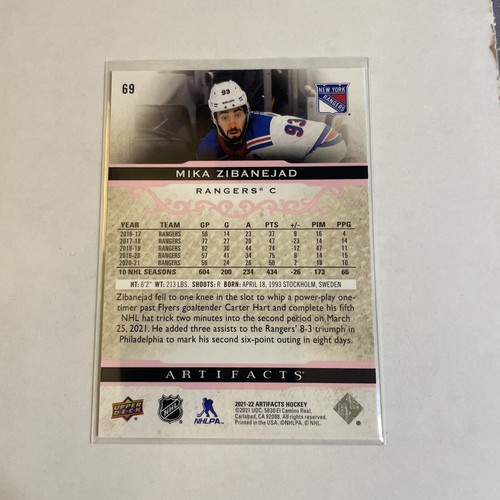 69
93
93
NEW YORK
RANGERS
MIKA ZIBANEJAD
RANGERS® C
YEAR TEAM GP G A PTS +/- PIM PPG
2016-17 RANGERS 56 14 23 37 9 16 4
2017-18 RANGERS 72 27 20 47 -23 14 14
2018-19 RANGERS 82 30 44 74 -12 47 11
2019-20 RANGERS 57 41 34 75 9 14 15
2020-21 RANGERS 56 24 26 50 2 18 10
10 NHL SEASONS 604 200 234 434 -26 173 66
HT: 6'2" WT: 213 LBS. SHOOTS: R BORN: APRIL 18, 1993 STOCKHOLM, SWEDEN
Zibanejad fell to one knee in the slot to whip a power-play one-
timer past Flyers goaltender Carter Hart and complete his fifth
NHL hat trick two minutes into the second period on March
25, 2021. He added three assists to the Rangers' 8-3 triumph in
Philadelphia to mark his second six-point outing in eight days.
ARTIFACTS
UPPER
DECK
NHL
NHLPA
2021-22 ARTIFACTS HOCKEY
©2021 UDC. 5830 El Camino Real,
Carlsbad, CA 92008. All rights reserved.
Printed in the USA. ©NHLPA. © NHL.